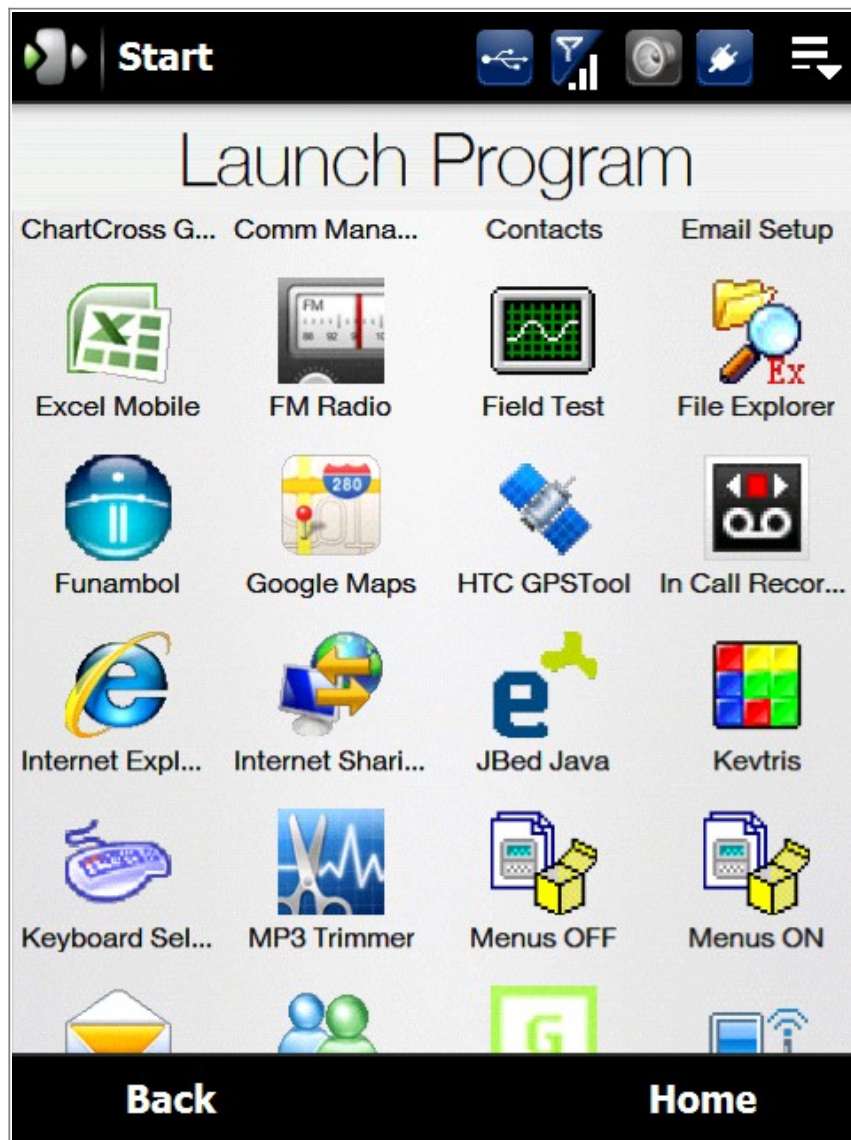 Start
Launch Program
ChartCross G... Comm Mana... Contacts Email Setup
FM
88 92
Ex
Excel Mobile FM Radio Field Test File Explorer
280
Funambol Google Maps HTC GPSTool In Call Recor...
Internet Expl... Internet Shari... JBed Java Kevtris
Keyboard Sel... MP3 Trimmer Menus OFF Menus ON
G
Back Home